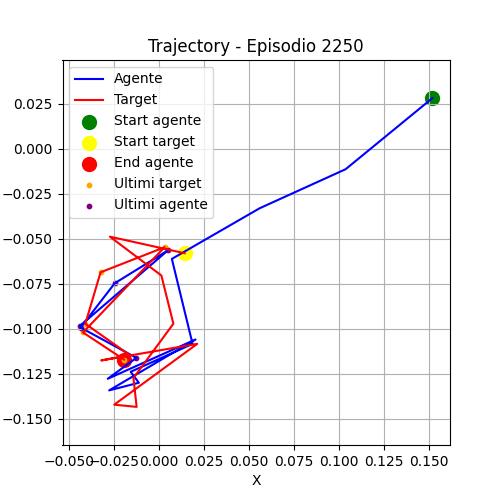 Trajectory - Episodio 2250
Agente
Target
Start agente
Start target
End agente
Ultimi target
Ultimi agente
0.025
0.000
−0.025
−0.050
−0.075
−0.100
−0.125
−0.150
−0.050 −0.025 0.000 0.025 0.050 0.075 0.100 0.125 0.150
X